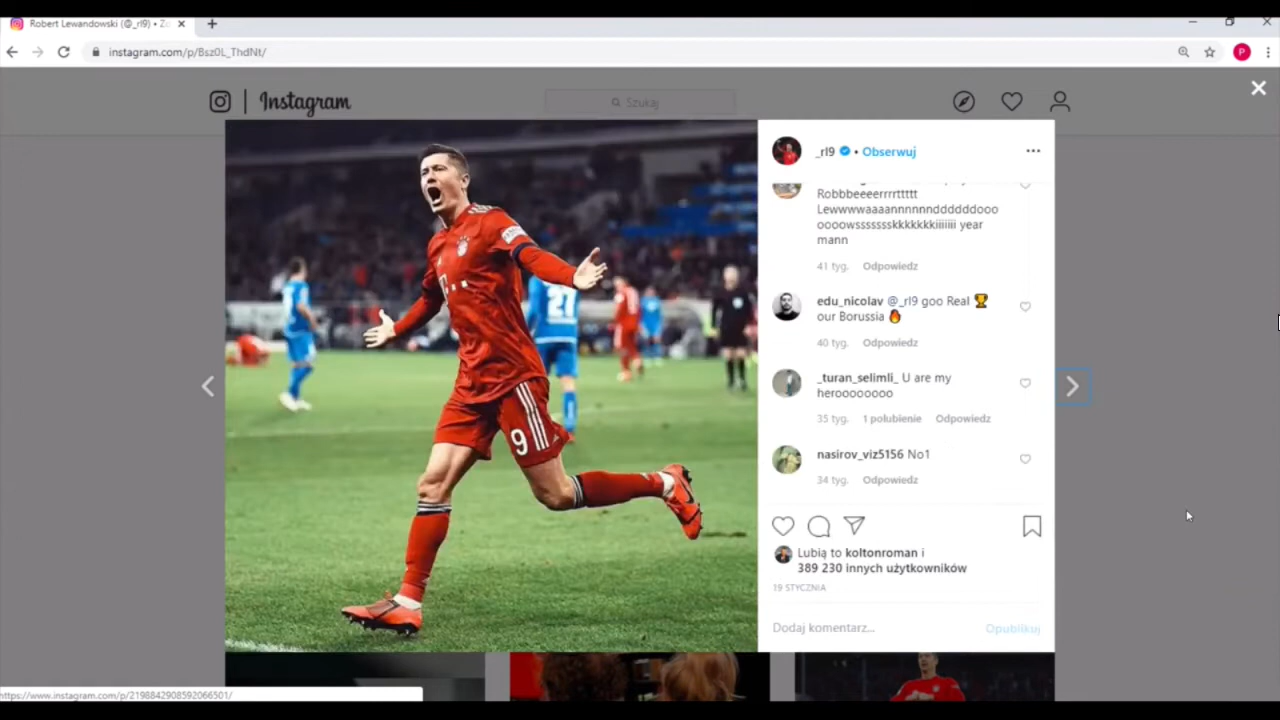 Robert Lewandowski (@_rl9) •
instagram.com/p/Bsz0L_ThdNt/
P
Instagram
Szukaj
_rl9 • Obserwuj
Robbbeeeerrrrttttt
Lewwwwaaaannnnnnddddddooo
oooowssssssskkkkkkkiiiiiii year
mann
41 tyg. Odpowiedz
edu_nicolav @_rl9 goo Real 🏆
our Borussia 🔥
40 tyg. Odpowiedz
_turan_selimli_ U are my
heroooooooo
35 tyg. 1 polubienie Odpowiedz
nasirov_viz5156 No1
34 tyg. Odpowiedz
Lubią to koltonroman i
389 230 innych użytkowników
19 STYCZNIA
Dodaj komentarz...
Opublikuj
21
9
https://www.instagram.com/p/2198842908592066501/